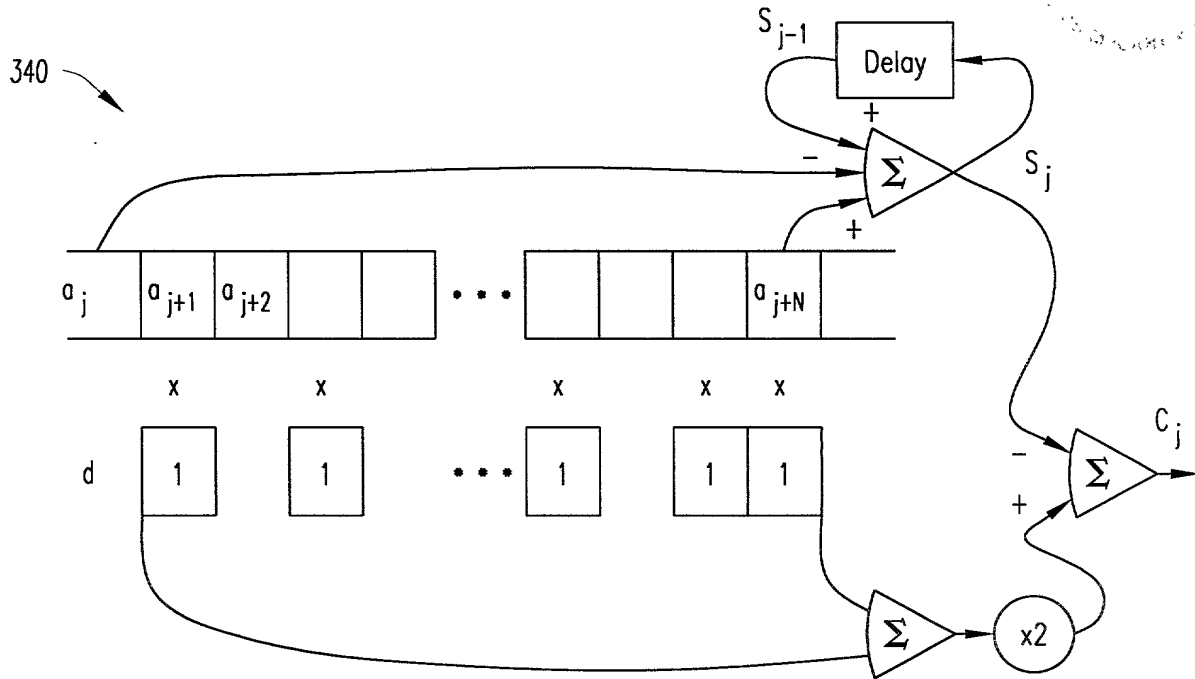 340
S j-1
Delay
+
-
Σ
S j
+
a j
a j+1
a j+2
• • •
a j+N
x x x x x
d
1 1 • • • 1 1 1
-
+
Σ
C j
Σ
x2